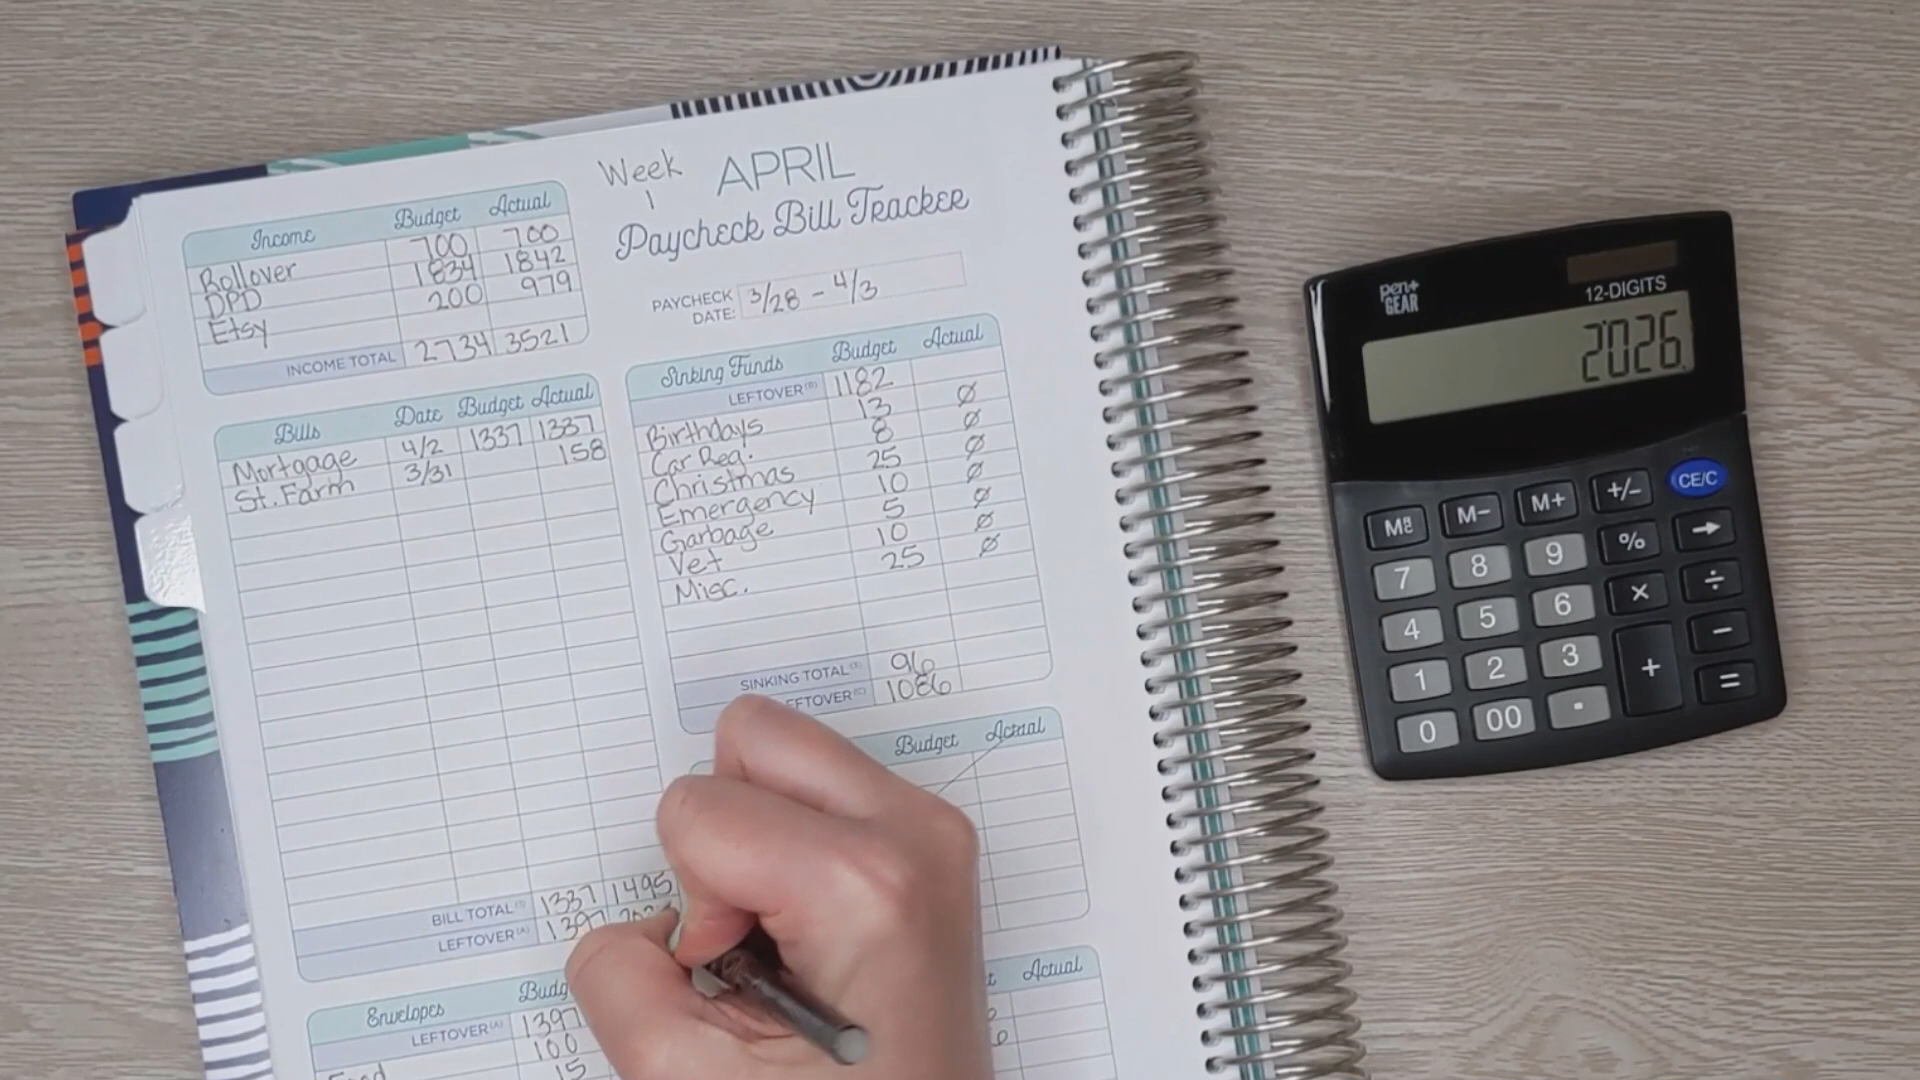 Week
1
APRIL
Paycheck Bill Tracker
PAYCHECK DATE: 3/28 - 4/3
Income Budget Actual
Rollover 700 700
DPD 1834 1842
Etsy 200 979
INCOME TOTAL 2734 3521
Bills Date Budget Actual
Mortgage 4/2 1337 1337
St. Farm 3/31 158
BILL TOTAL 1337 1495
LEFTOVER (A) 1397
Envelopes
LEFTOVER (A) 1397
100
15
Sinking Funds Budget Actual
LEFTOVER (B) 1182
Birthdays 13 Ø
Car Reg. 8 Ø
Christmas 25 Ø
Emergency 10 Ø
Garbage 5 Ø
Vet 10 Ø
Misc. 25 Ø
SINKING TOTAL 96
1086
Budget Actual
Actual
pen+ GEAR
12-DIGITS
2026.
M- M+ +/- CE/C
7 8 9 % →
4 5 6 × ÷
1 2 3 + −
0 00 . =